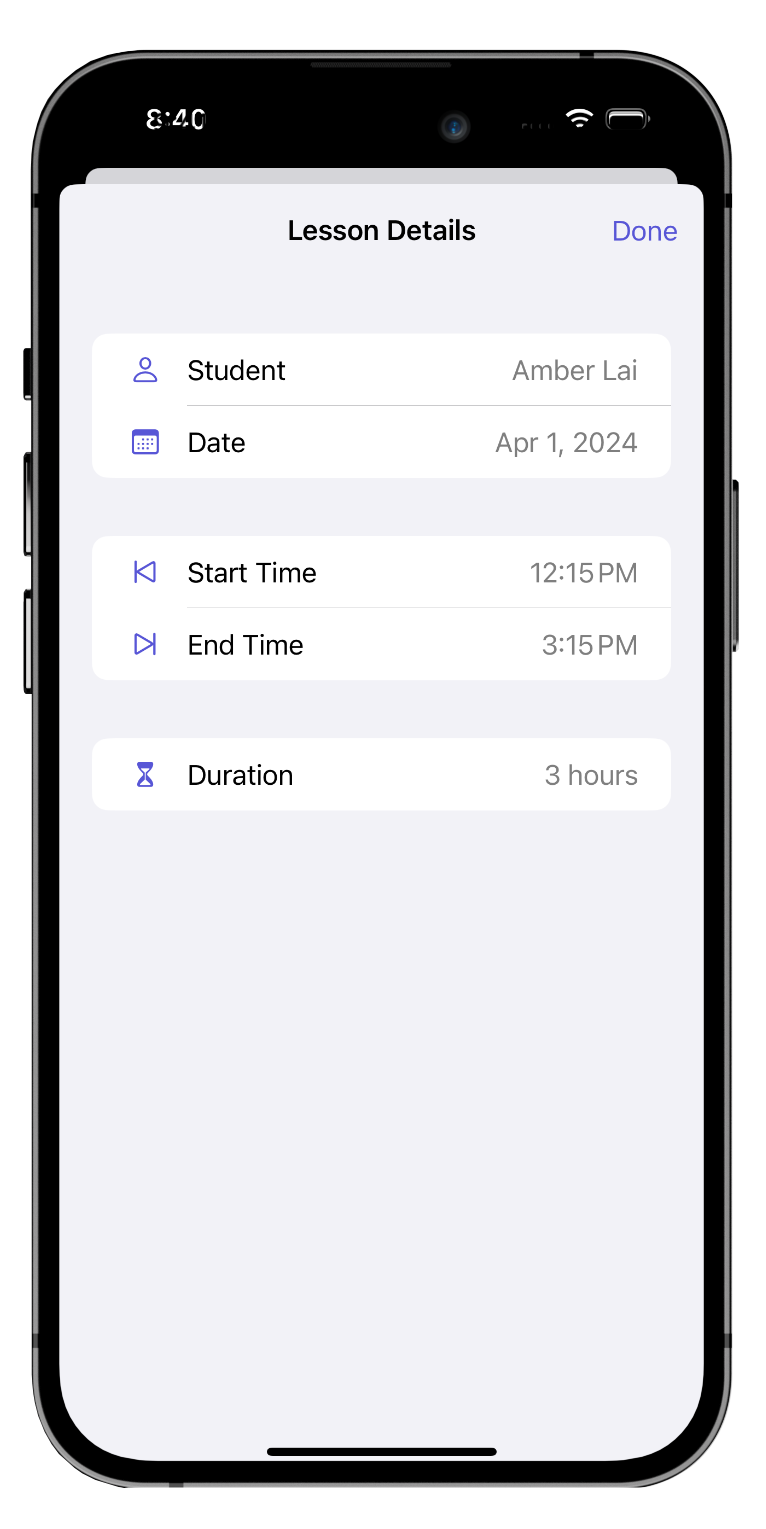 8:40
Lesson Details Done
Student Amber Lai
Date Apr 1, 2024
Start Time 12:15 PM
End Time 3:15 PM
Duration 3 hours